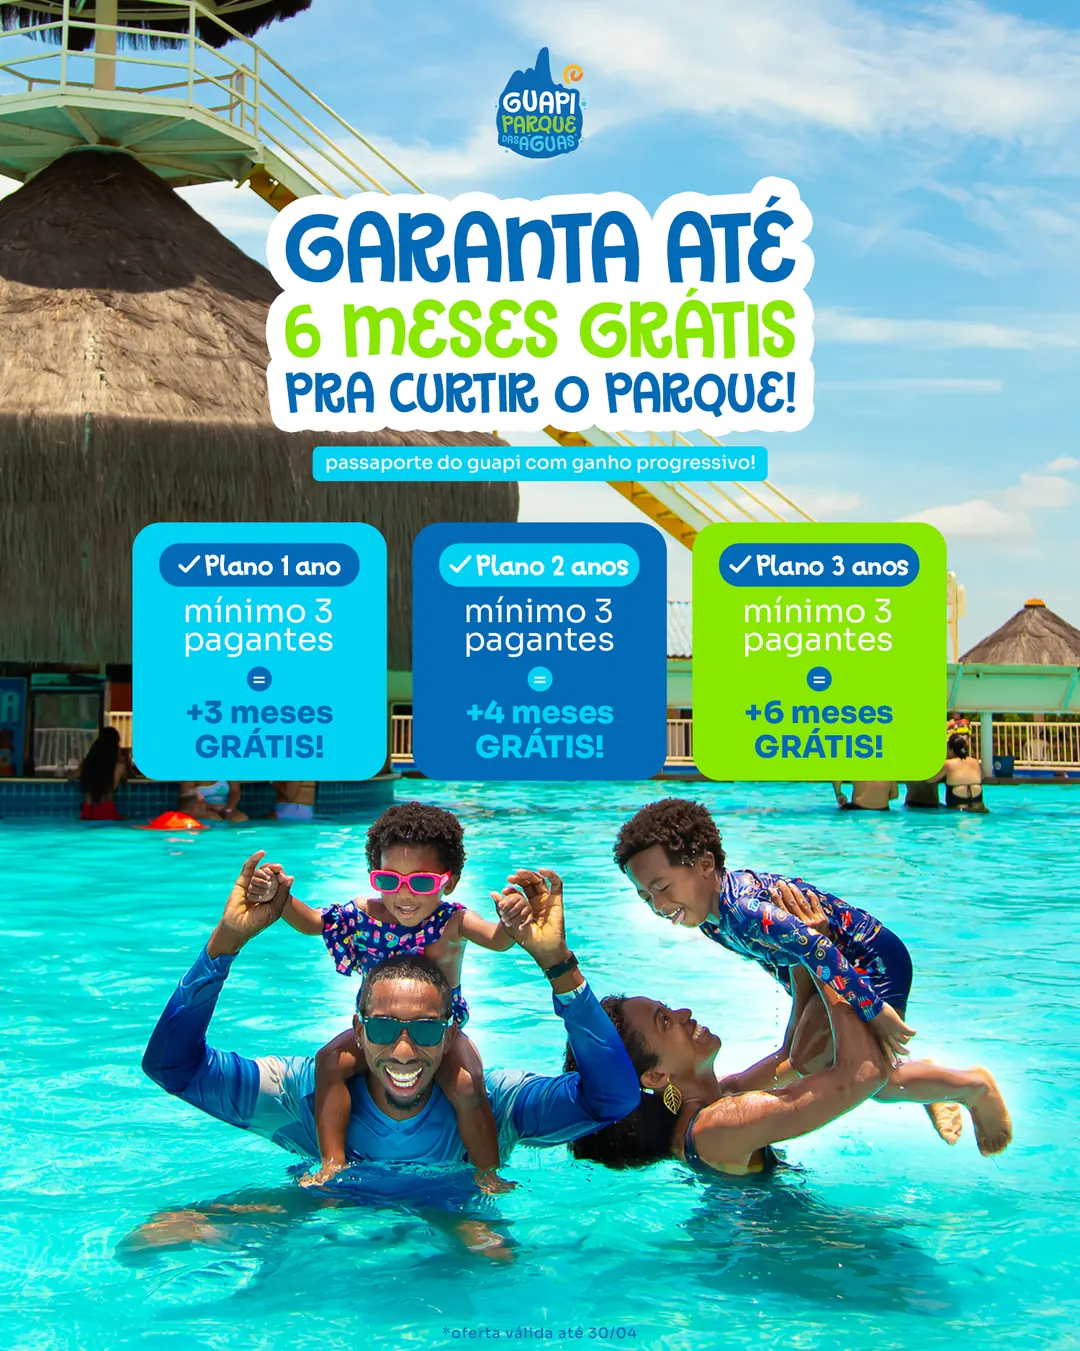 GUAPI
PARQUE
DAS ÁGUAS
GARANTA ATÉ
6 MESES GRÁTIS
PRA CURTIR O PARQUE!
passaporte do guapi com ganho progressivo!
Plano 1 ano
mínimo 3
pagantes
=
+3 meses
GRÁTIS!
Plano 2 anos
mínimo 3
pagantes
=
+4 meses
GRÁTIS!
Plano 3 anos
mínimo 3
pagantes
=
+6 meses
GRÁTIS!
*oferta válida até 30/04